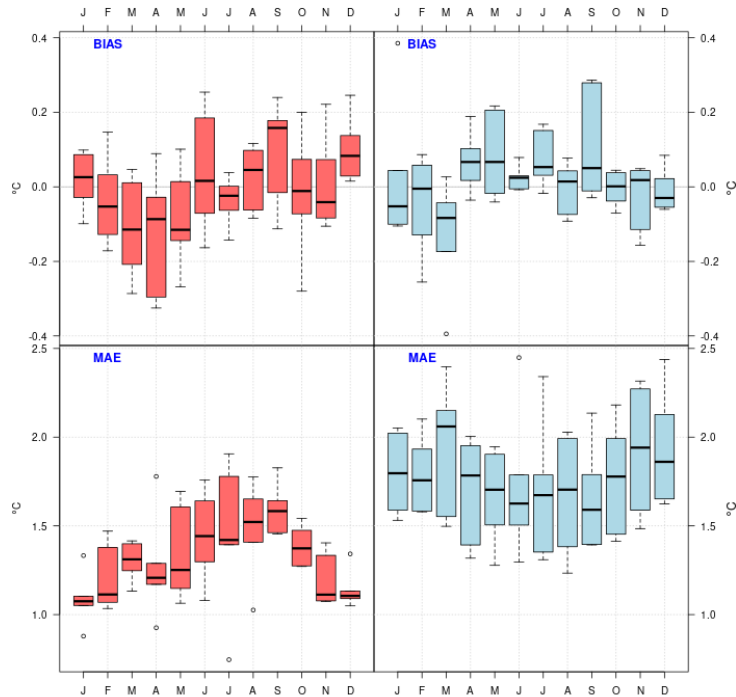 J F M A M J J A S O N D J F M A M J J A S O N D
BIAS BIAS
0.4 0.4
0.2 0.2
°C 0.0 0.0 °C
-0.2 -0.2
-0.4 -0.4
MAE MAE
2.5 2.5
2.0 2.0
°C 1.5 1.5 °C
1.0 1.0
J F M A M J J A S O N D J F M A M J J A S O N D